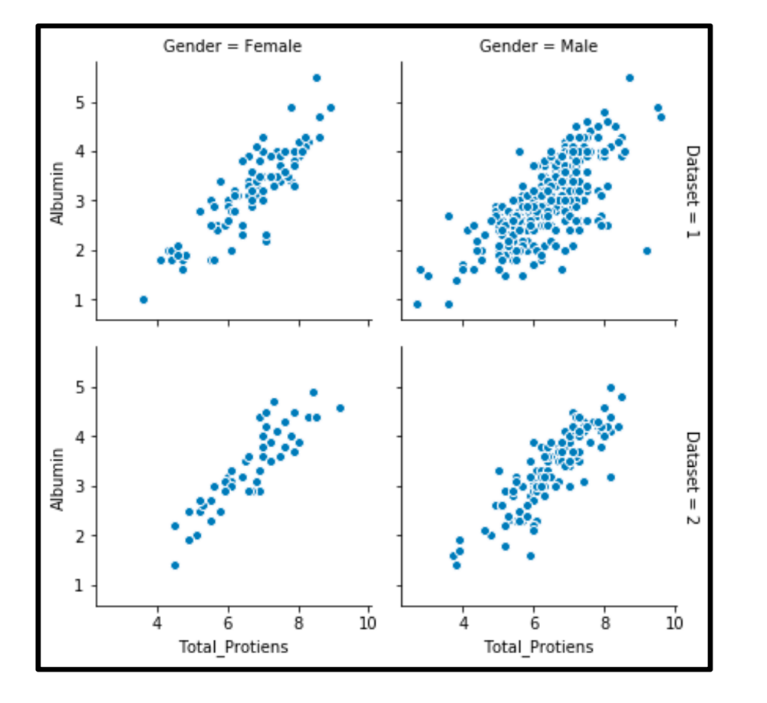 Gender = Female
Gender = Male
Albumin
5
4
3
2
1
Dataset = 1
Albumin
5
4
3
2
1
Dataset = 2
4 6 8 10
4 6 8 10
Total_Protiens
Total_Protiens